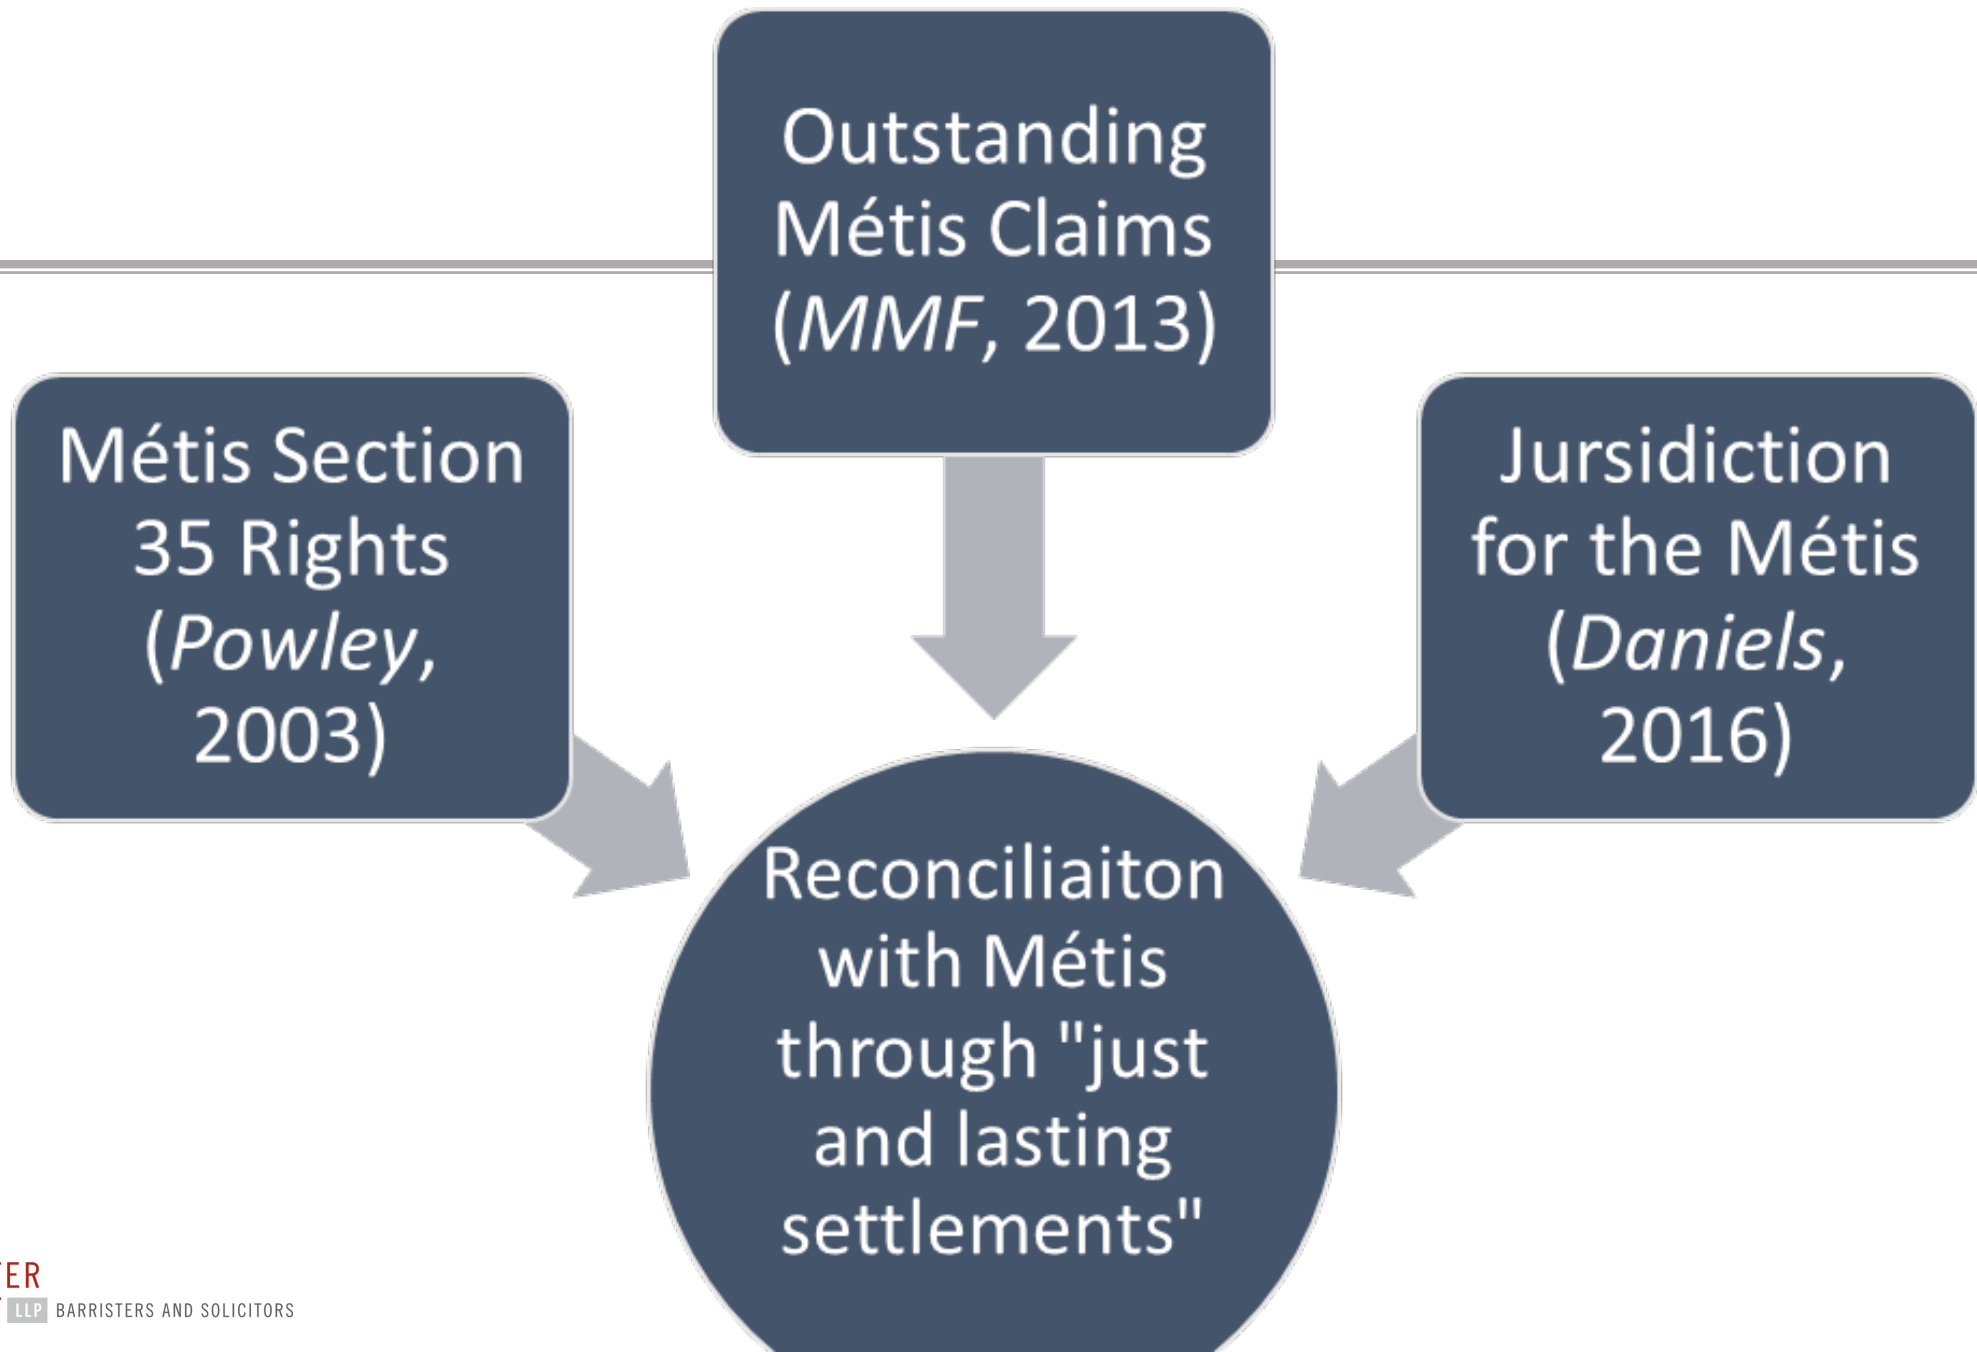 Outstanding
Métis Claims
(MMF, 2013)
Métis Section
35 Rights
(Powley,
2003)
Jursidiction
for the Métis
(Daniels,
2016)
Reconciliaiton
with Métis
through "just
and lasting
settlements"
ER
LLP BARRISTERS AND SOLICITORS